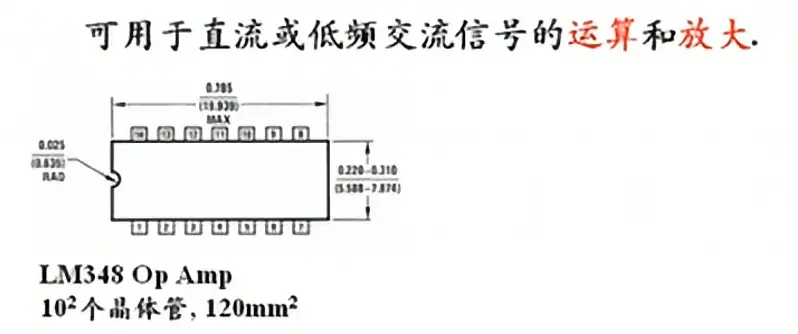 可用于直流或低频交流信号的运算和放大.
0.785
(19.939)
MAX
14 13 12 11 10 9 8
0.025
(0.635)
RAD
0.220-0.310
(5.588-7.874)
1 2 3 4 5 6 7
LM348 Op Amp
10²个晶体管, 120mm²